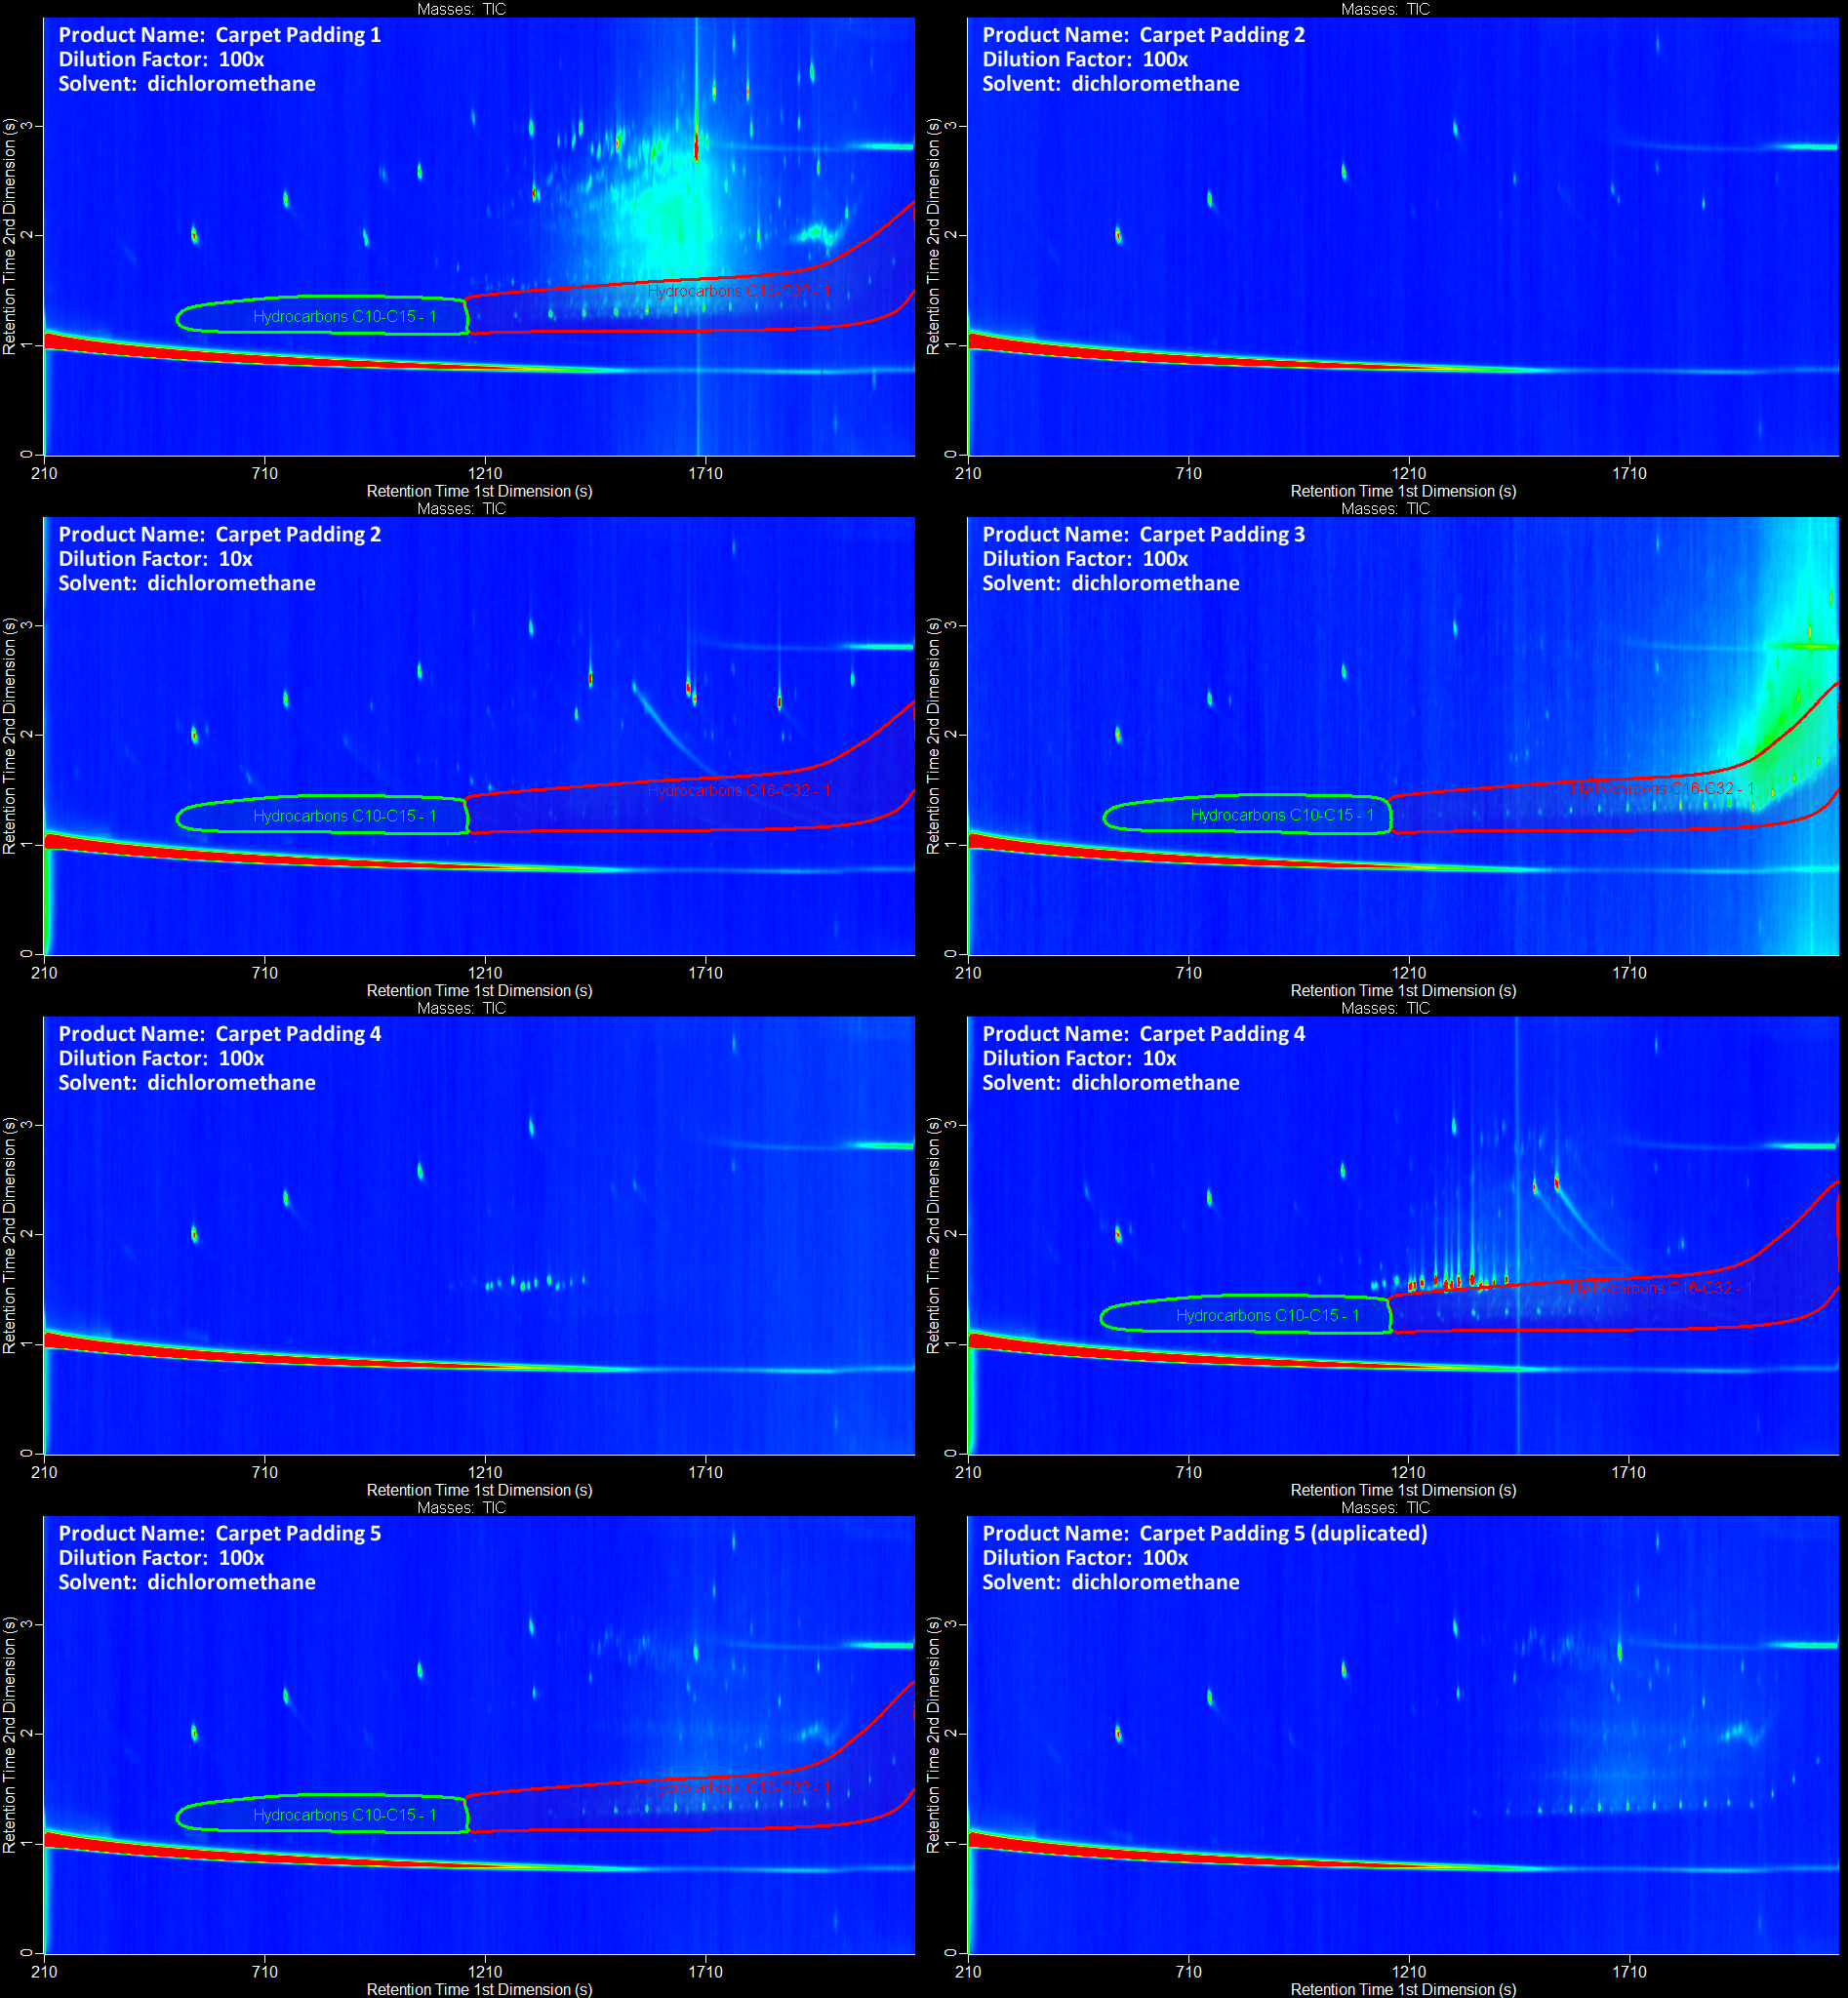 Masses: TIC
Product Name: Carpet Padding 1
Dilution Factor: 100x
Solvent: dichloromethane
Retention Time 2nd Dimension (s)
3
2
1
0
Hydrocarbons C10-C15 - 1
Hydrocarbons C16-C32 - 1
210 710 1210 1710
Retention Time 1st Dimension (s)
Masses: TIC
Product Name: Carpet Padding 2
Dilution Factor: 100x
Solvent: dichloromethane
Retention Time 2nd Dimension (s)
3
2
1
0
210 710 1210 1710
Retention Time 1st Dimension (s)
Masses: TIC
Product Name: Carpet Padding 2
Dilution Factor: 10x
Solvent: dichloromethane
Retention Time 2nd Dimension (s)
3
2
1
0
Hydrocarbons C10-C15 - 1
Hydrocarbons C16-C32 - 1
210 710 1210 1710
Retention Time 1st Dimension (s)
Masses: TIC
Product Name: Carpet Padding 3
Dilution Factor: 100x
Solvent: dichloromethane
Retention Time 2nd Dimension (s)
3
2
1
0
Hydrocarbons C10-C15 - 1
Hydrocarbons C16-C32 - 1
210 710 1210 1710
Retention Time 1st Dimension (s)
Masses: TIC
Product Name: Carpet Padding 4
Dilution Factor: 100x
Solvent: dichloromethane
Retention Time 2nd Dimension (s)
3
2
1
0
210 710 1210 1710
Retention Time 1st Dimension (s)
Masses: TIC
Product Name: Carpet Padding 4
Dilution Factor: 10x
Solvent: dichloromethane
Retention Time 2nd Dimension (s)
3
2
1
0
Hydrocarbons C10-C15 - 1
Hydrocarbons C16-C32 - 1
210 710 1210 1710
Retention Time 1st Dimension (s)
Masses: TIC
Product Name: Carpet Padding 5
Dilution Factor: 100x
Solvent: dichloromethane
Retention Time 2nd Dimension (s)
3
2
1
0
Hydrocarbons C10-C15 - 1
Hydrocarbons C16-C32 - 1
210 710 1210 1710
Retention Time 1st Dimension (s)
Masses: TIC
Product Name: Carpet Padding 5 (duplicated)
Dilution Factor: 100x
Solvent: dichloromethane
Retention Time 2nd Dimension (s)
3
2
1
0
210 710 1210 1710
Retention Time 1st Dimension (s)